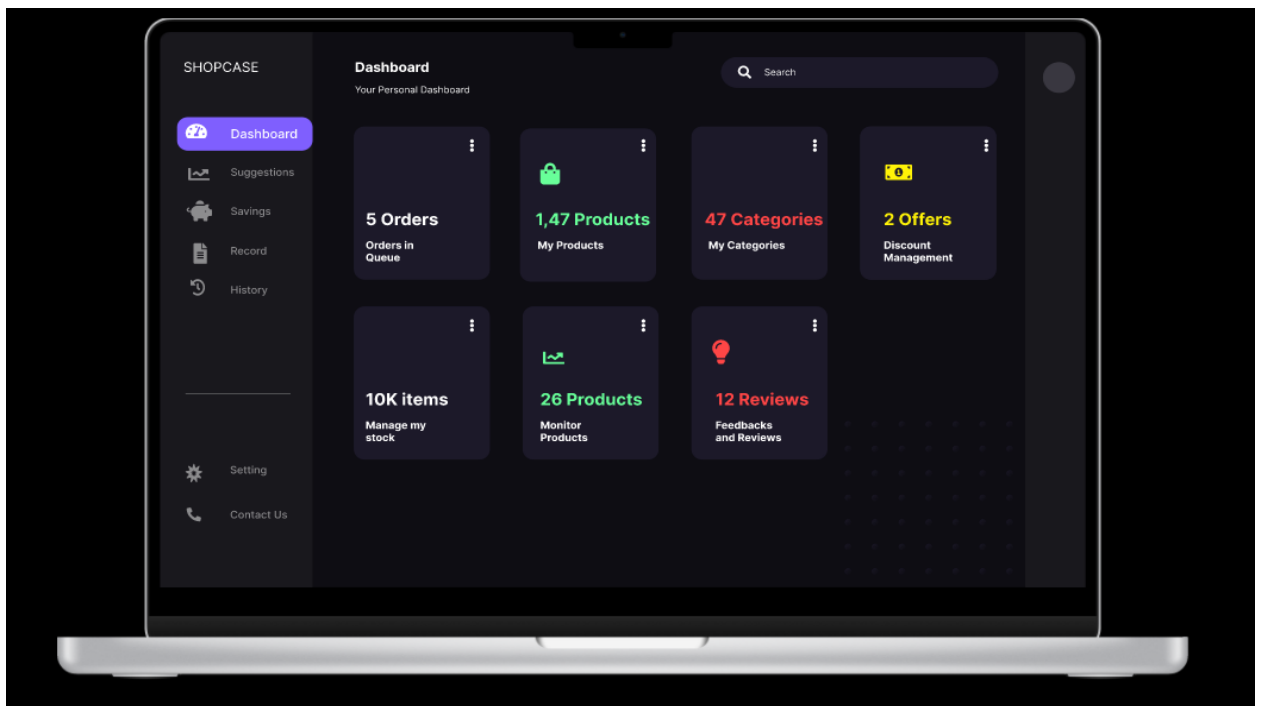 SHOPCASE
Dashboard
Suggestions
Savings
Record
History
Setting
Contact Us
Dashboard
Your Personal Dashboard
Search
5 Orders
Orders in
Queue
1,47 Products
My Products
47 Categories
My Categories
2 Offers
Discount
Management
10K items
Manage my
stock
26 Products
Monitor
Products
12 Reviews
Feedbacks
and Reviews